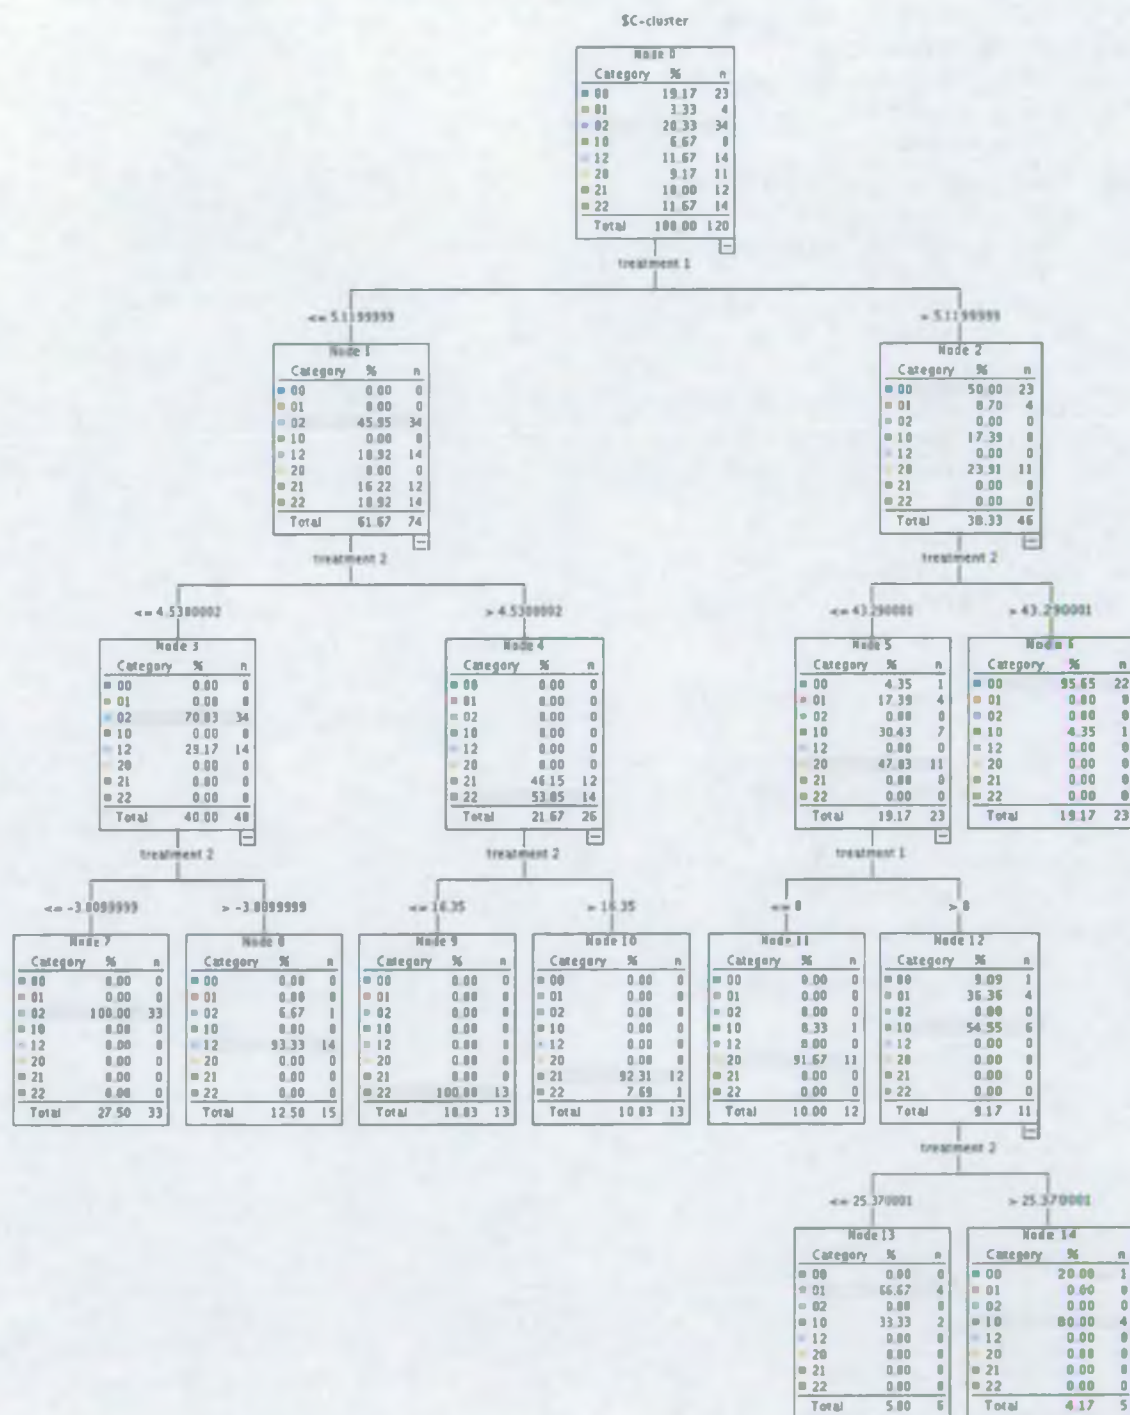 $C-cluster
Node 0
Category % n
00 19.17 23
01 3.33 4
02 28.33 34
10 6.67 8
12 11.67 14
20 9.17 11
21 10.00 12
22 11.67 14
Total 100.00 120
treatment 1
<= 5.1199999
> 5.1199999
Node 1
Category % n
00 0.00 0
01 0.00 0
02 45.95 34
10 0.00 0
12 18.92 14
20 0.00 0
21 16.22 12
22 18.92 14
Total 61.67 74
treatment 2
Node 2
Category % n
00 50.00 23
01 8.70 4
02 0.00 0
10 17.39 8
12 0.00 0
20 23.91 11
21 0.00 0
22 0.00 0
Total 38.33 46
treatment 2
<= 4.5300002
> 4.5300002
<= 43.290001
> 43.290001
Node 3
Category % n
00 0.00 0
01 0.00 0
02 70.83 34
10 0.00 0
12 29.17 14
20 0.00 0
21 0.00 0
22 0.00 0
Total 40.00 48
treatment 2
Node 4
Category % n
00 0.00 0
01 0.00 0
02 0.00 0
10 0.00 0
12 0.00 0
20 0.00 0
21 46.15 12
22 53.85 14
Total 21.67 26
treatment 2
Node 5
Category % n
00 4.35 1
01 17.39 4
02 0.00 0
10 30.43 7
12 0.00 0
20 47.83 11
21 0.00 0
22 0.00 0
Total 19.17 23
treatment 1
Node 6
Category % n
00 95.65 22
01 0.00 0
02 0.00 0
10 4.35 1
12 0.00 0
20 0.00 0
21 0.00 0
22 0.00 0
Total 19.17 23
<= -3.8099999
> -3.8099999
<= 16.35
> 16.35
<= 8
> 8
Node 7
Category % n
00 0.00 0
01 0.00 0
02 100.00 33
10 0.00 0
12 0.00 0
20 0.00 0
21 0.00 0
22 0.00 0
Total 27.50 33
Node 8
Category % n
00 0.00 0
01 0.00 0
02 6.67 1
10 0.00 0
12 93.33 14
20 0.00 0
21 0.00 0
22 0.00 0
Total 12.50 15
Node 9
Category % n
00 0.00 0
01 0.00 0
02 0.00 0
10 0.00 0
12 0.00 0
20 0.00 0
21 0.00 0
22 100.00 13
Total 10.83 13
Node 10
Category % n
00 0.00 0
01 0.00 0
02 0.00 0
10 0.00 0
12 0.00 0
20 0.00 0
21 92.31 12
22 7.69 1
Total 10.83 13
Node 11
Category % n
00 0.00 0
01 0.00 0
02 0.00 0
10 8.33 1
12 0.00 0
20 91.67 11
21 0.00 0
22 0.00 0
Total 10.00 12
Node 12
Category % n
00 9.09 1
01 36.36 4
02 0.00 0
10 54.55 6
12 0.00 0
20 0.00 0
21 0.00 0
22 0.00 0
Total 9.17 11
treatment 2
<= 25.370001
> 25.370001
Node 13
Category % n
00 0.00 0
01 66.67 4
02 0.00 0
10 33.33 2
12 0.00 0
20 0.00 0
21 0.00 0
22 0.00 0
Total 5.00 6
Node 14
Category % n
00 20.00 1
01 0.00 0
02 0.00 0
10 80.00 4
12 0.00 0
20 0.00 0
21 0.00 0
22 0.00 0
Total 4.17 5